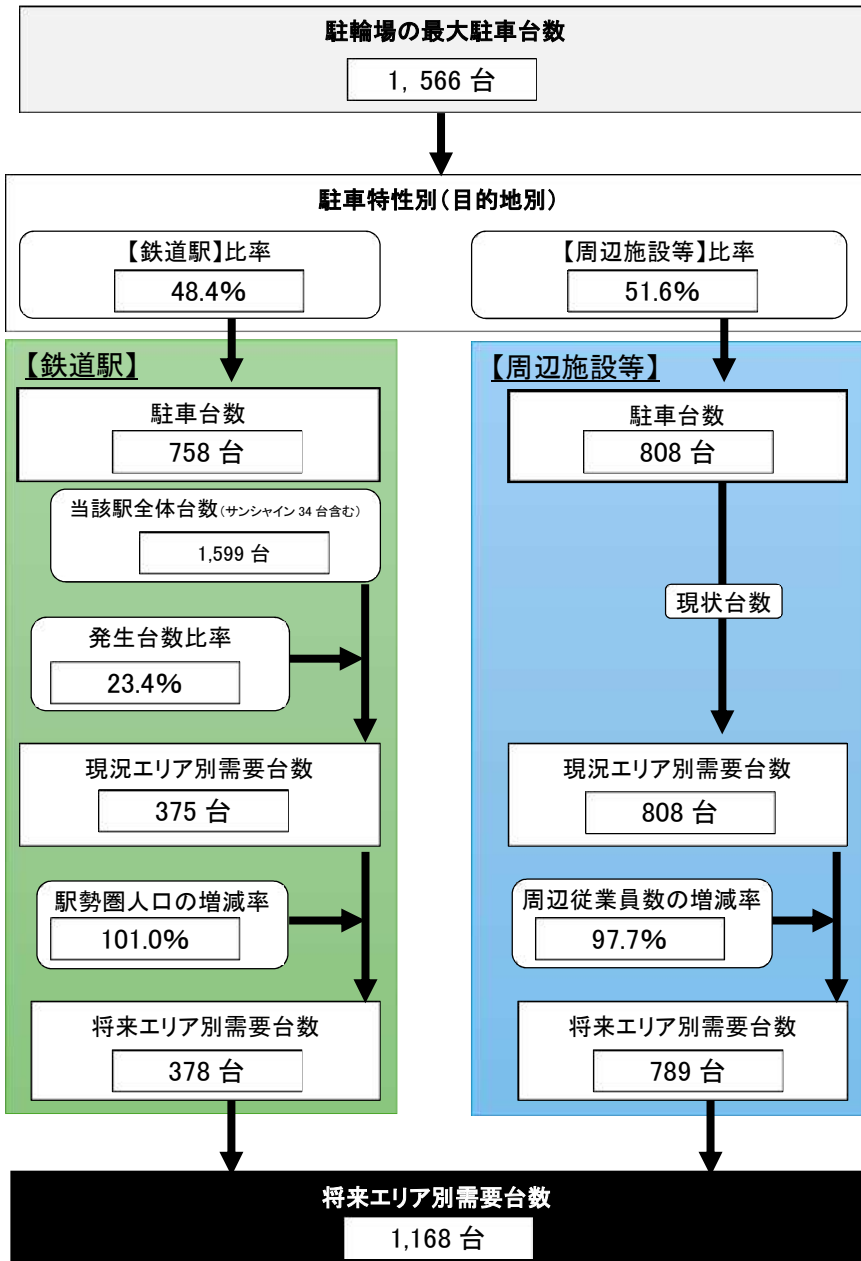 駐輪場の最大駐車台数
1，566 台
駐車特性別（目的地別）
【鉄道駅】比率
48.4%
【周辺施設等】比率
51.6%
【鉄道駅】
駐車台数
758 台
当該駅全体台数（サンシャイン 34 台含む）
1,599 台
発生台数比率
23.4%
現況エリア別需要台数
375 台
駅勢圏人口の増減率
101.0%
将来エリア別需要台数
378 台
【周辺施設等】
駐車台数
808 台
現状台数
現況エリア別需要台数
808 台
周辺従業員数の増減率
97.7%
将来エリア別需要台数
789 台
将来エリア別需要台数
1,168 台